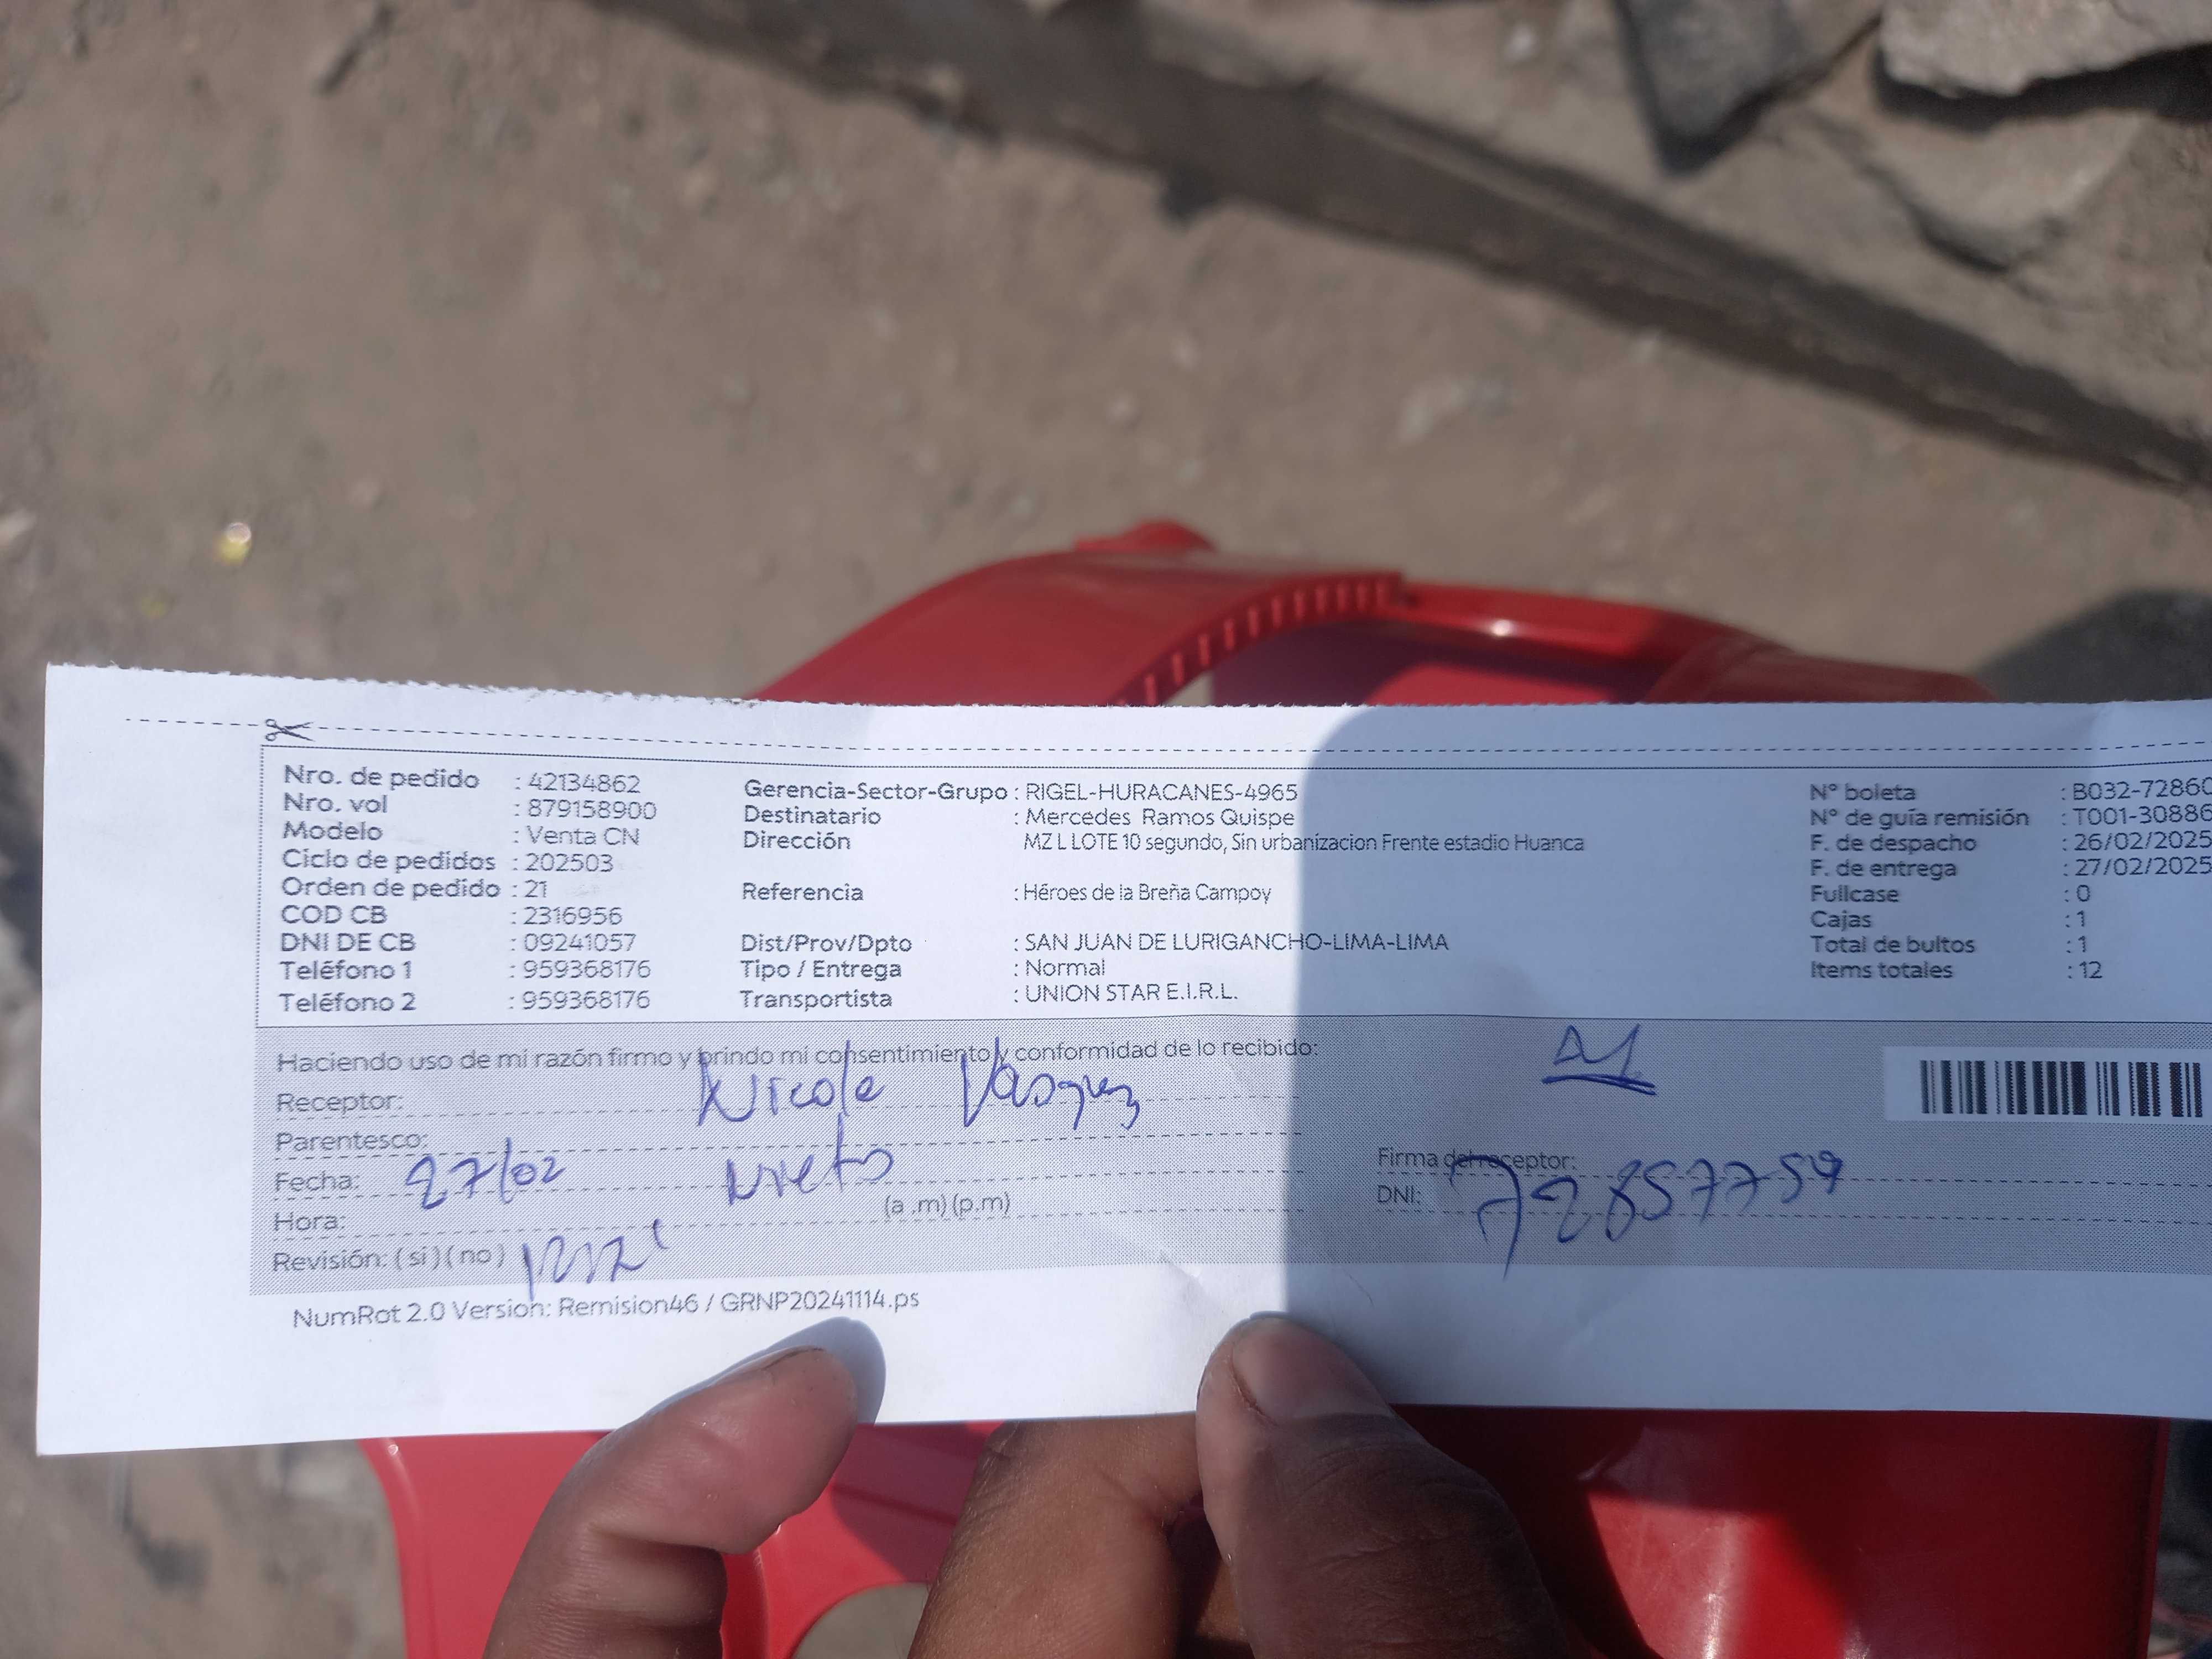 Nro. de pedido : 42134862
Nro. vol : 879158900
Modelo : Venta CN
Ciclo de pedidos : 202503
Orden de pedido : 21
COD CB : 2316956
DNI DE CB : 09241057
Teléfono 1 : 959368176
Teléfono 2 : 959368176
Gerencia-Sector-Grupo : RIGEL-HURACANES-4965
Destinatario : Mercedes Ramos Quispe
Dirección MZ L LOTE 10 segundo, Sin urbanizacion Frente estadio Huanca
Referencia : Héroes de la Breña Campoy
Dist/Prov/Dpto : SAN JUAN DE LURIGANCHO-LIMA-LIMA
Tipo / Entrega : Normal
Transportista : UNION STAR E.I.R.L.
N° boleta : B032-72860
N° de guía remisión : T001-30886
F. de despacho : 26/02/2025
F. de entrega : 27/02/2025
Fullcase : 0
Cajas : 1
Total de bultos : 1
Items totales : 12
Haciendo uso de mi razón firmo y brindo mi consentimiento y conformidad de lo recibido:
Receptor: Nicole Vasquez
Parentesco:
Fecha: 27/02 Nieto
Hora: (a .m) (p.m)
Revisión: ( si ) ( no )
Firma del receptor:
DNI: 72857759
NumRot 2.0 Version: Remision46 / GRNP20241114.ps